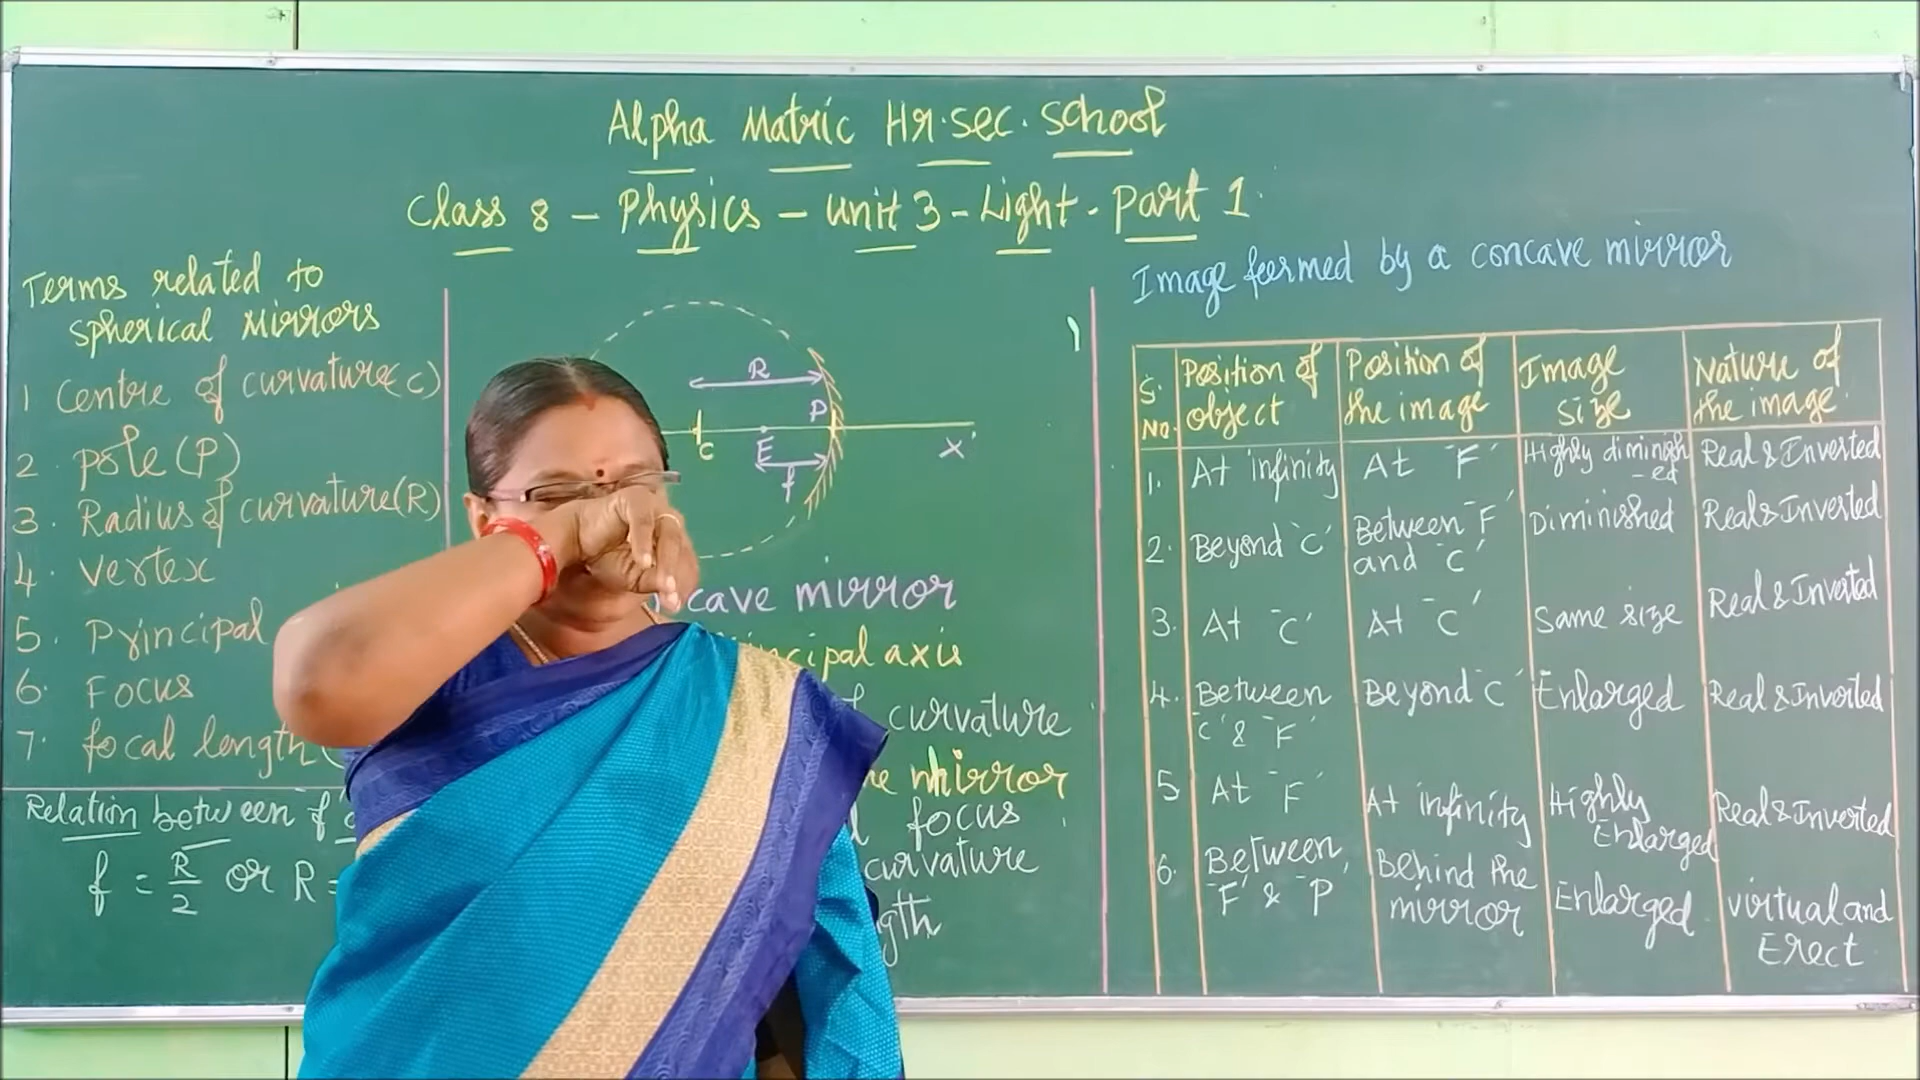 Alpha Matric Hr.sec. school
class 8 – Physics – unit 3 – Light - Part 1
Terms related to
spherical Mirrors
1 Centre of curvature(c)
2. pole (P)
3. Radius of curvature(R)
4. vertex
5. Principal
6. Focus
7. focal length
Relation between f
f = R/2 or R =
R
P
C
F
f
X'
cave mirror
cipal axis
curvature
mirror
focus
curvature
gth
Image formed by a concave mirror
S. No. Position of object Position of the image Image size Nature of the image
1. At infinity At "F" Highly diminish-ed Real & Inverted
2. Beyond "C" Between "F" and "C" Diminished Real & Inverted
3. At "C" At "C" Same size Real & Inverted
4. Between "C" & "F" Beyond "C" Enlarged Real & Inverted
5 At "F" At infinity Highly Enlarged Real & Inverted
6. Between "F" & "P" Behind the mirror Enlarged virtual and Erect